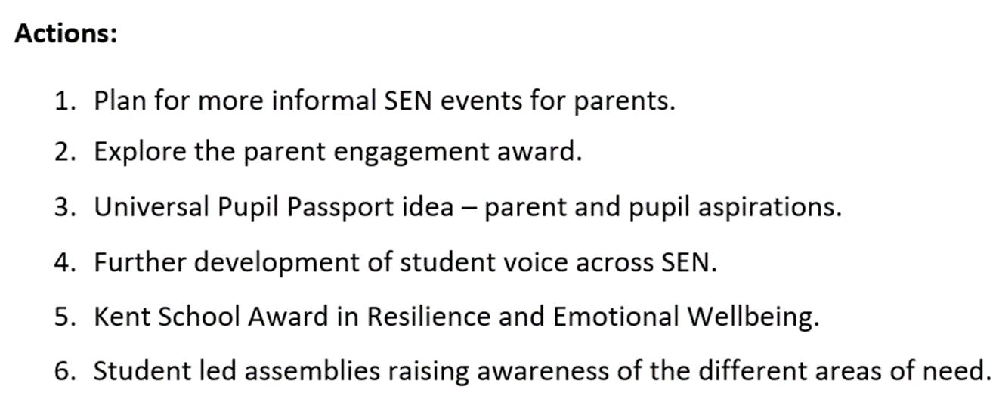 Actions:
1. Plan for more informal SEN events for parents.
2. Explore the parent engagement award.
3. Universal Pupil Passport idea – parent and pupil aspirations.
4. Further development of student voice across SEN.
5. Kent School Award in Resilience and Emotional Wellbeing.
6. Student led assemblies raising awareness of the different areas of need.